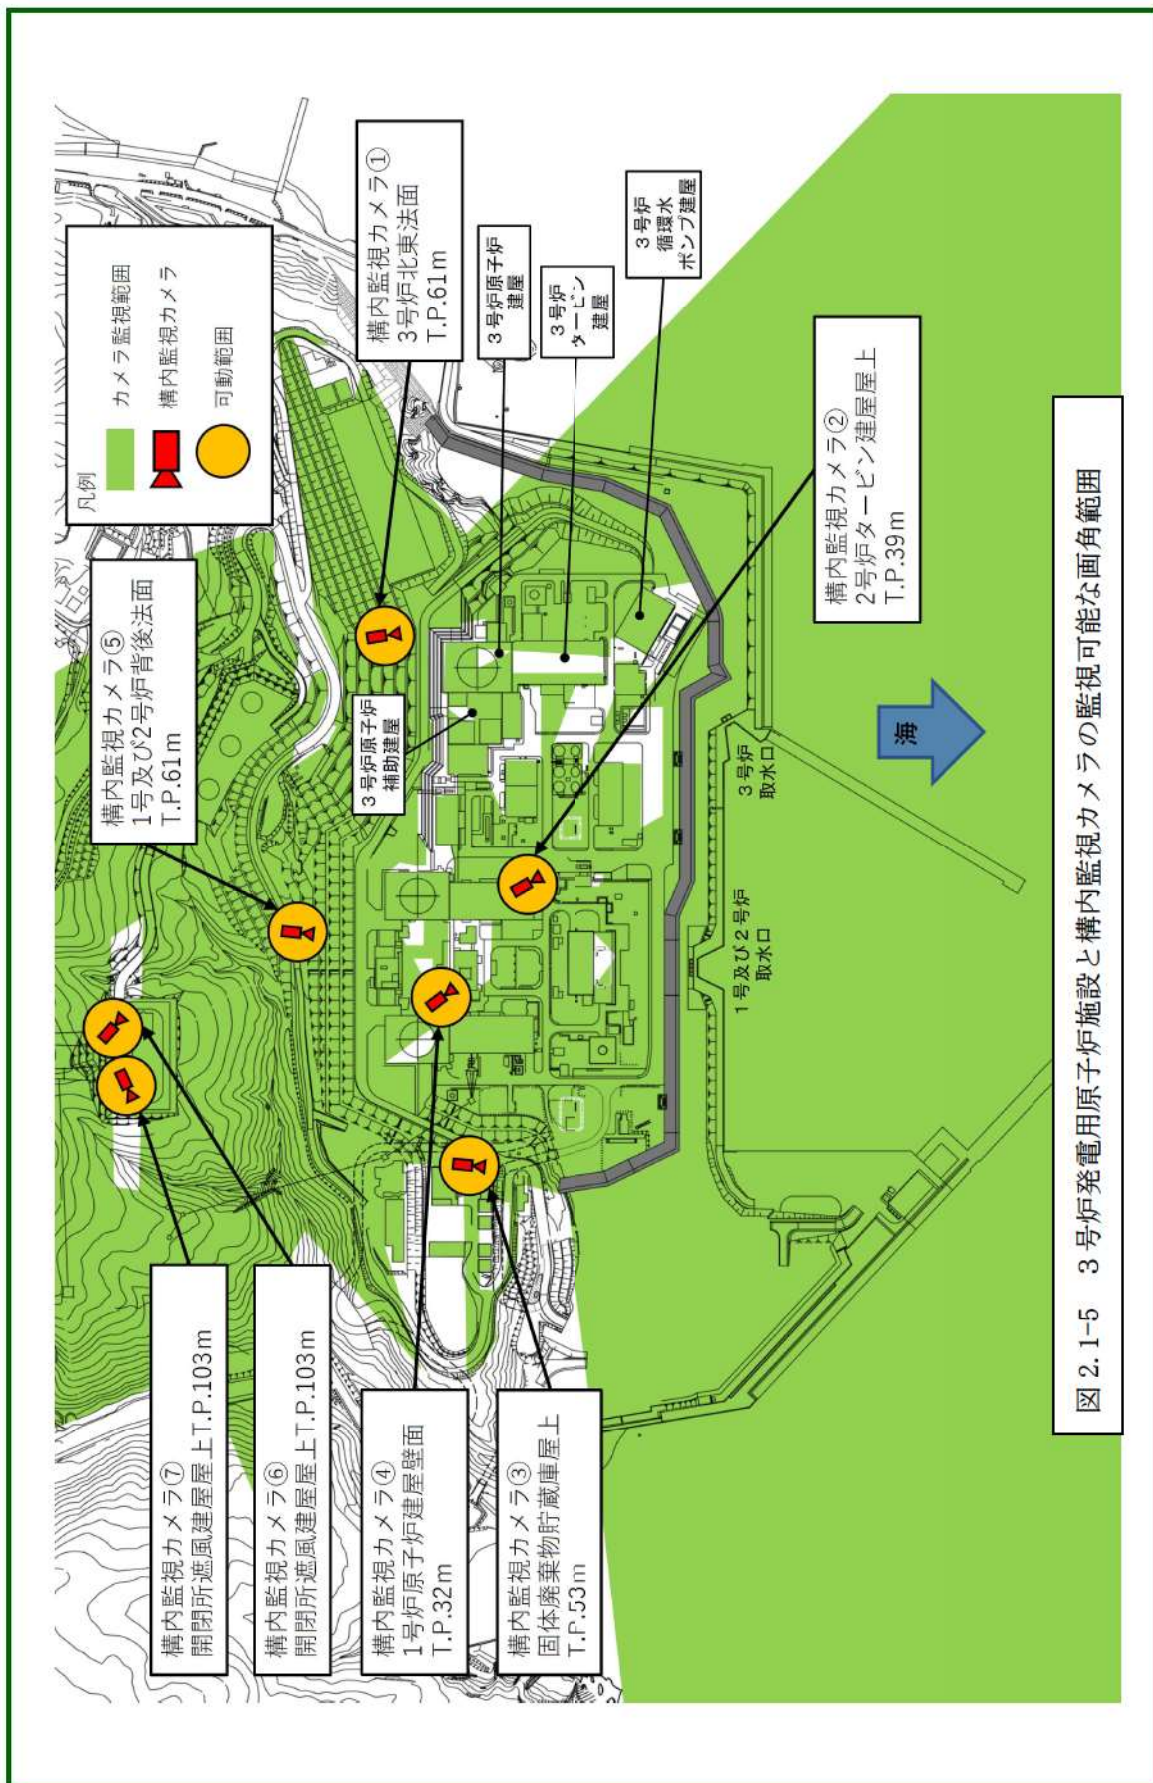 構内監視カメラ⑦
開閉所遮風建屋屋上T.P.103m
構内監視カメラ⑥
開閉所遮風建屋屋上T.P.103m
構内監視カメラ④
1号炉原子炉建屋壁面
T.P.32m
構内監視カメラ③
固体廃棄物貯蔵庫屋上
T.P.53m
構内監視カメラ⑤
1号及び2号炉背後法面
T.P.61m
凡例
カメラ監視範囲
構内監視カメラ
可動範囲
構内監視カメラ①
3号炉北東法面
T.P.61m
3号炉原子炉
補助建屋
3号炉原子炉
建屋
3号炉
タービン
建屋
3号炉
循環水
ポンプ建屋
構内監視カメラ②
2号炉タービン建屋屋上
T.P.39m
1号及び2号炉
取水口
3号炉
取水口
海
図 2.1-5 3号炉発電用原子炉施設と構内監視カメラの監視可能な画角範囲